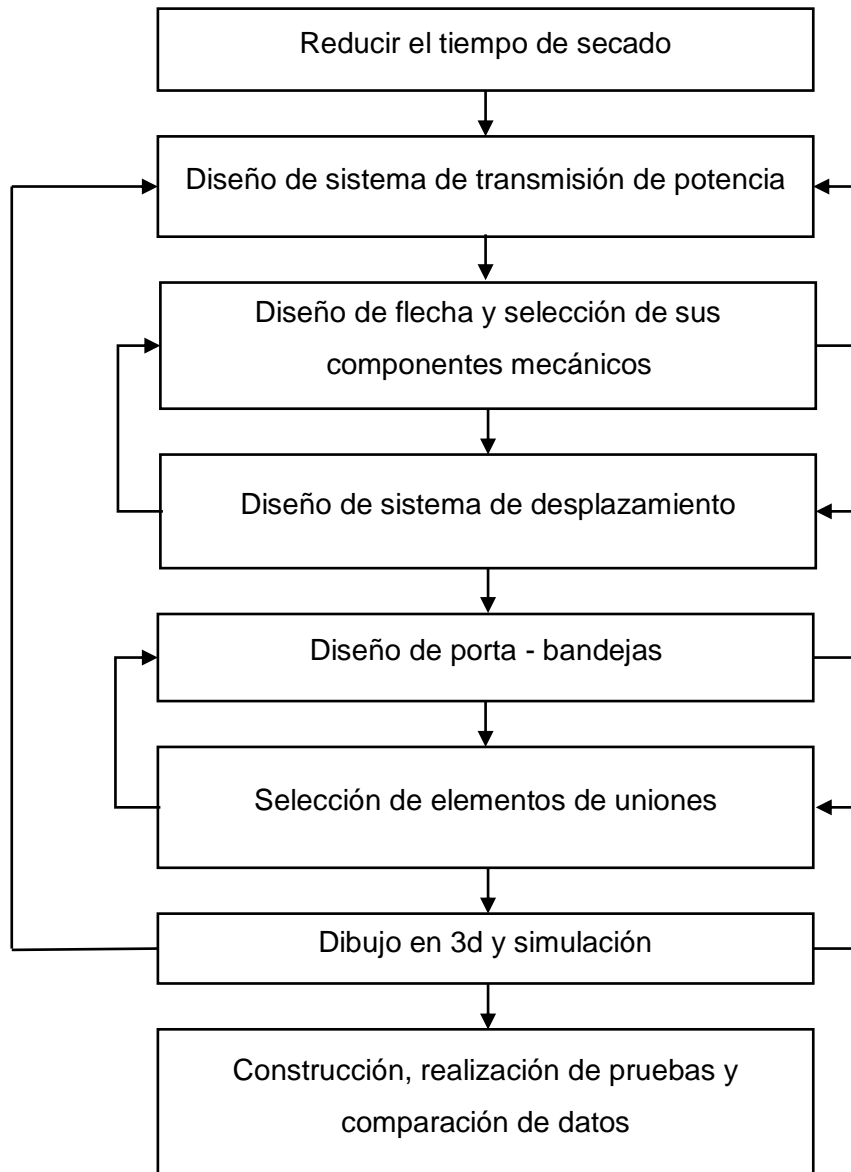 Reducir el tiempo de secado
Diseño de sistema de transmisión de potencia
Diseño de flecha y selección de sus
componentes mecánicos
Diseño de sistema de desplazamiento
Diseño de porta - bandejas
Selección de elementos de uniones
Dibujo en 3d y simulación
Construcción, realización de pruebas y
comparación de datos